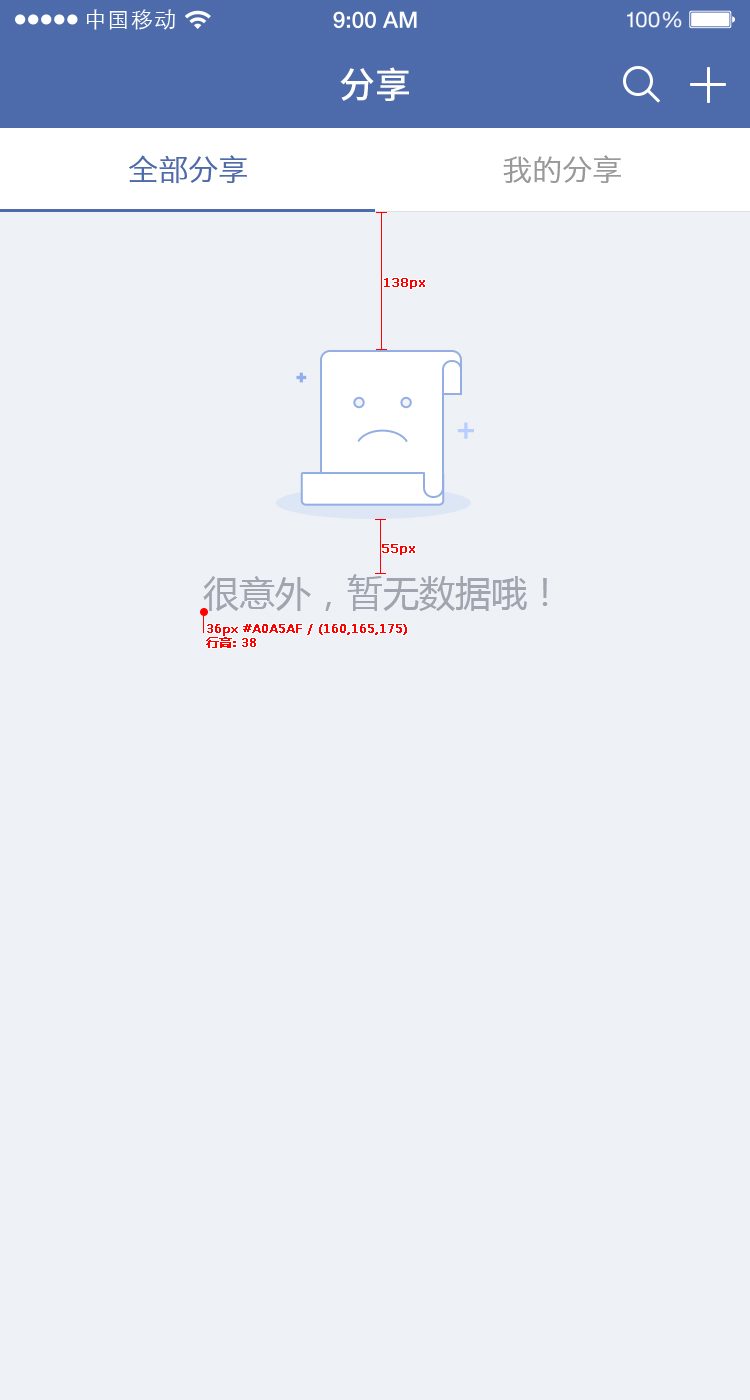 中国移动 9:00 AM 100%
分享
全部分享 我的分享
138px
55px
很意外，暂无数据哦！
36px #A0A5AF / (160,165,175)
行高: 38